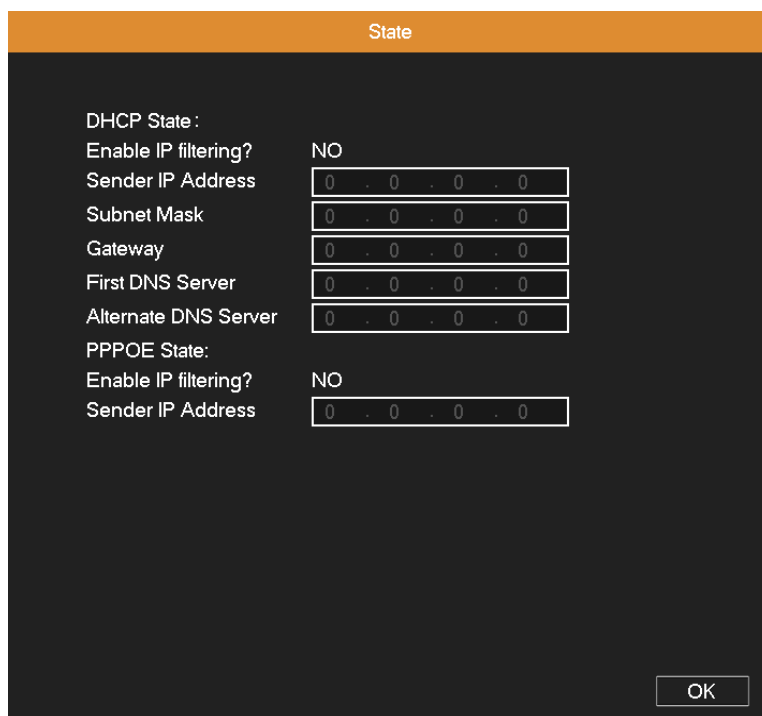 State
DHCP State :
Enable IP filtering? NO
Sender IP Address 0 . 0 . 0 . 0
Subnet Mask 0 . 0 . 0 . 0
Gateway 0 . 0 . 0 . 0
First DNS Server 0 . 0 . 0 . 0
Alternate DNS Server 0 . 0 . 0 . 0
PPPOE State:
Enable IP filtering? NO
Sender IP Address 0 . 0 . 0 . 0
OK